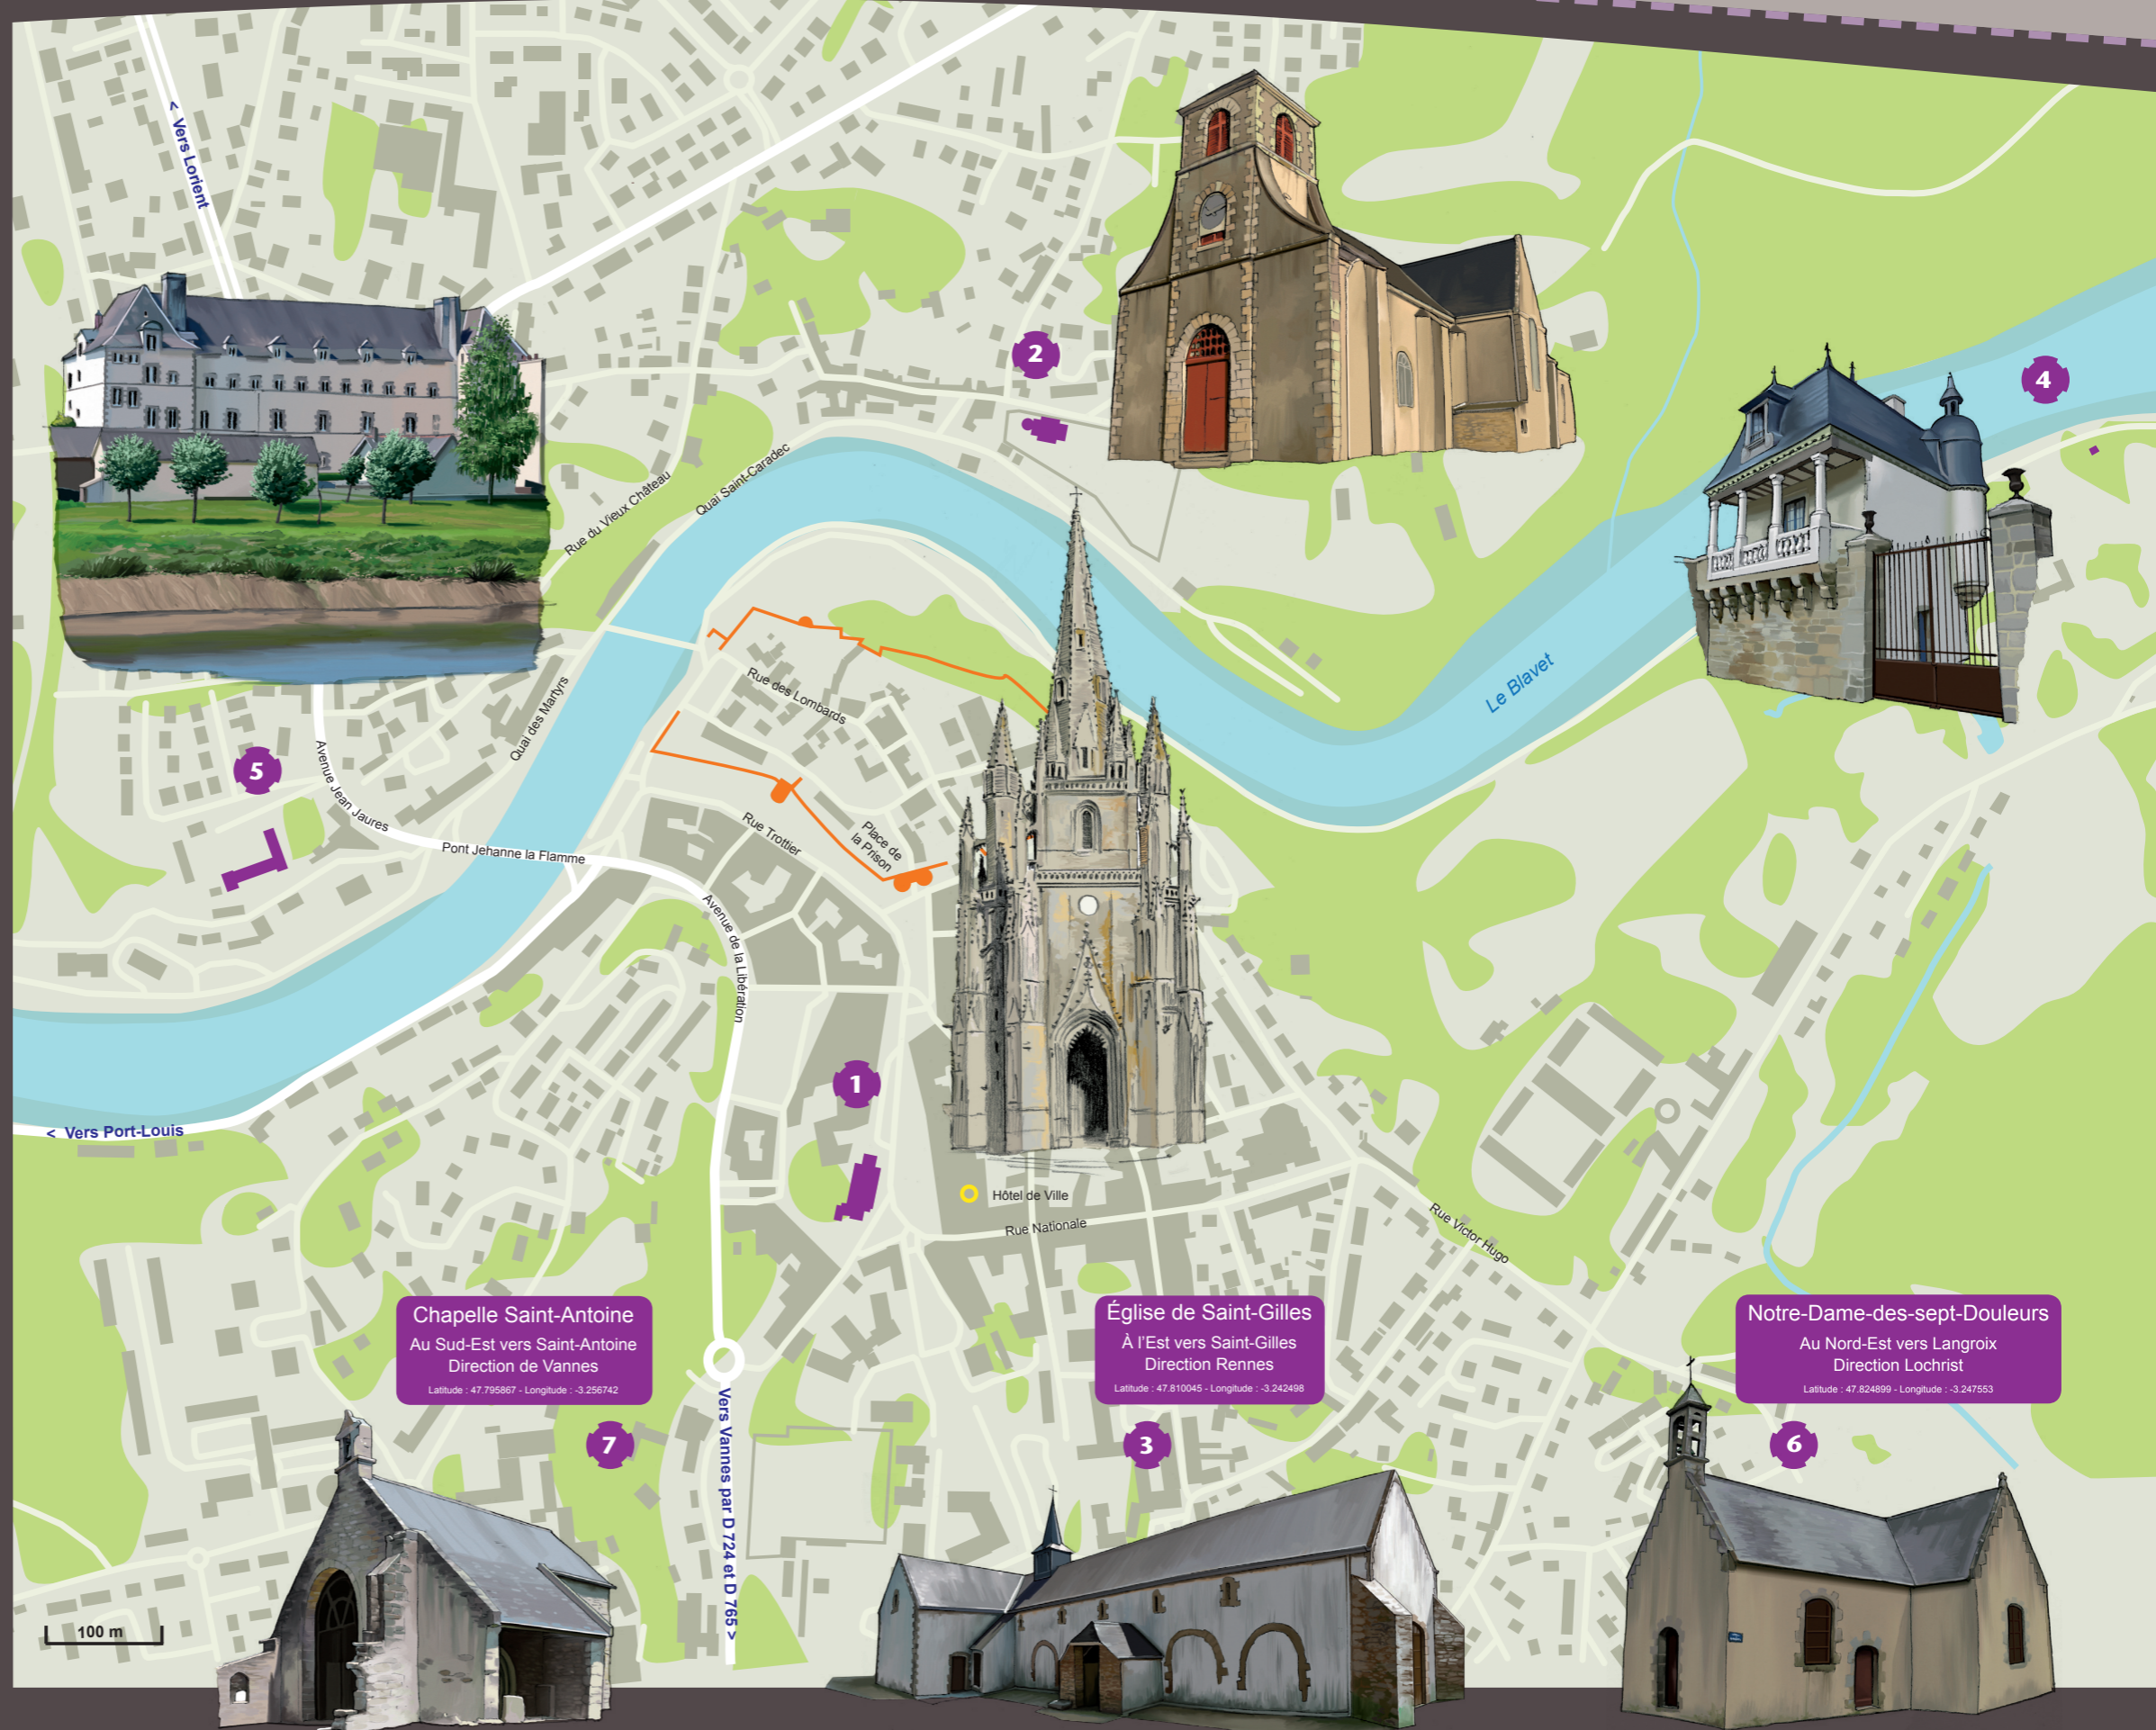 < Vers Lorient
2
4
Rue du Vieux Château
Quai Saint-Caradec
Le Blavet
Quai des Martyrs
Rue des Lombards
5
Avenue Jean Jaures
Pont Jehanne la Flamme
Rue Trottier
Place de
la Prison
Avenue de la Libération
1
< Vers Port-Louis
Hôtel de Ville
Rue Nationale
Rue Victor Hugo
Chapelle Saint-Antoine
Au Sud-Est vers Saint-Antoine
Direction de Vannes
Latitude : 47.795867 - Longitude : -3.256742
Église de Saint-Gilles
À l'Est vers Saint-Gilles
Direction Rennes
Latitude : 47.810045 - Longitude : -3.242498
Notre-Dame-des-sept-Douleurs
Au Nord-Est vers Langroix
Direction Lochrist
Latitude : 47.824899 - Longitude : -3.247553
7
3
6
Vers Vannes par D 724 et D 765 >
100 m